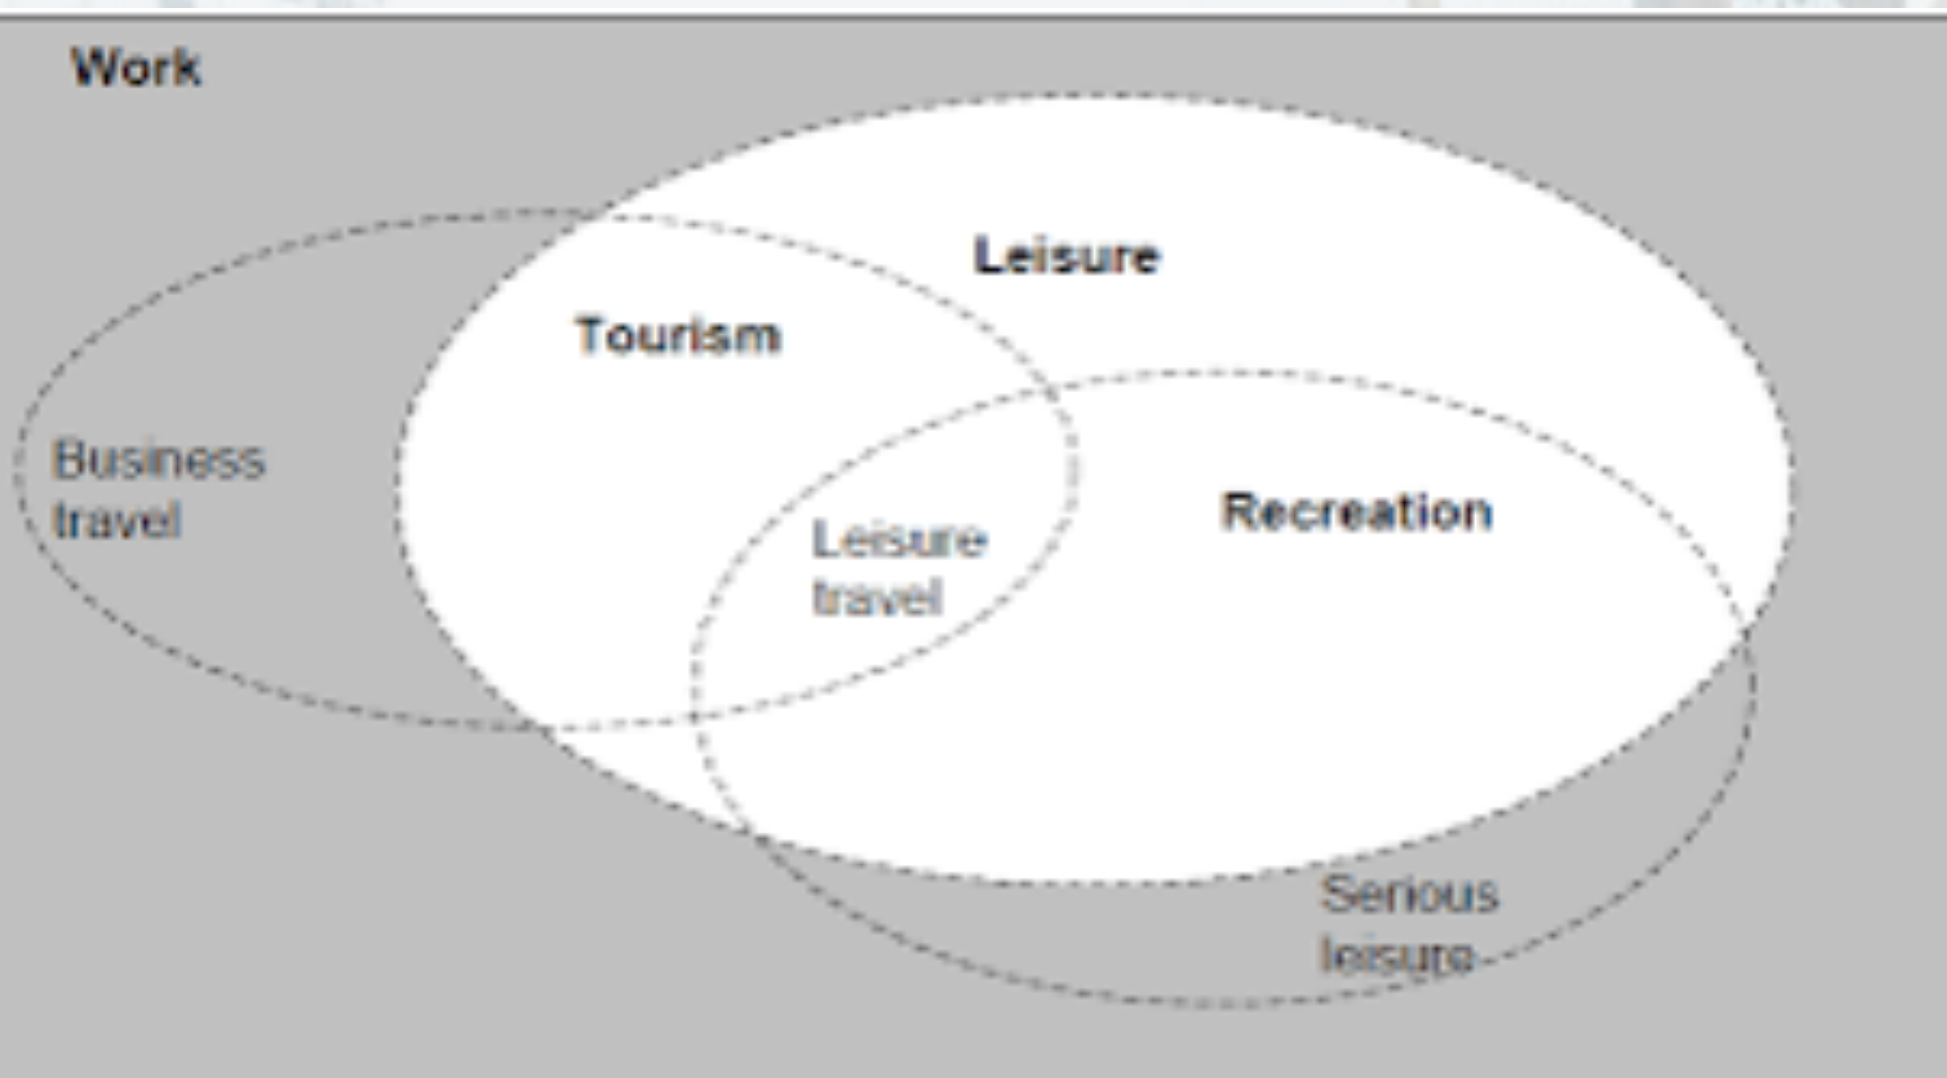 Work
Leisure
Tourism
Business
travel
Recreation
Leisure
travel
Serious
leisure